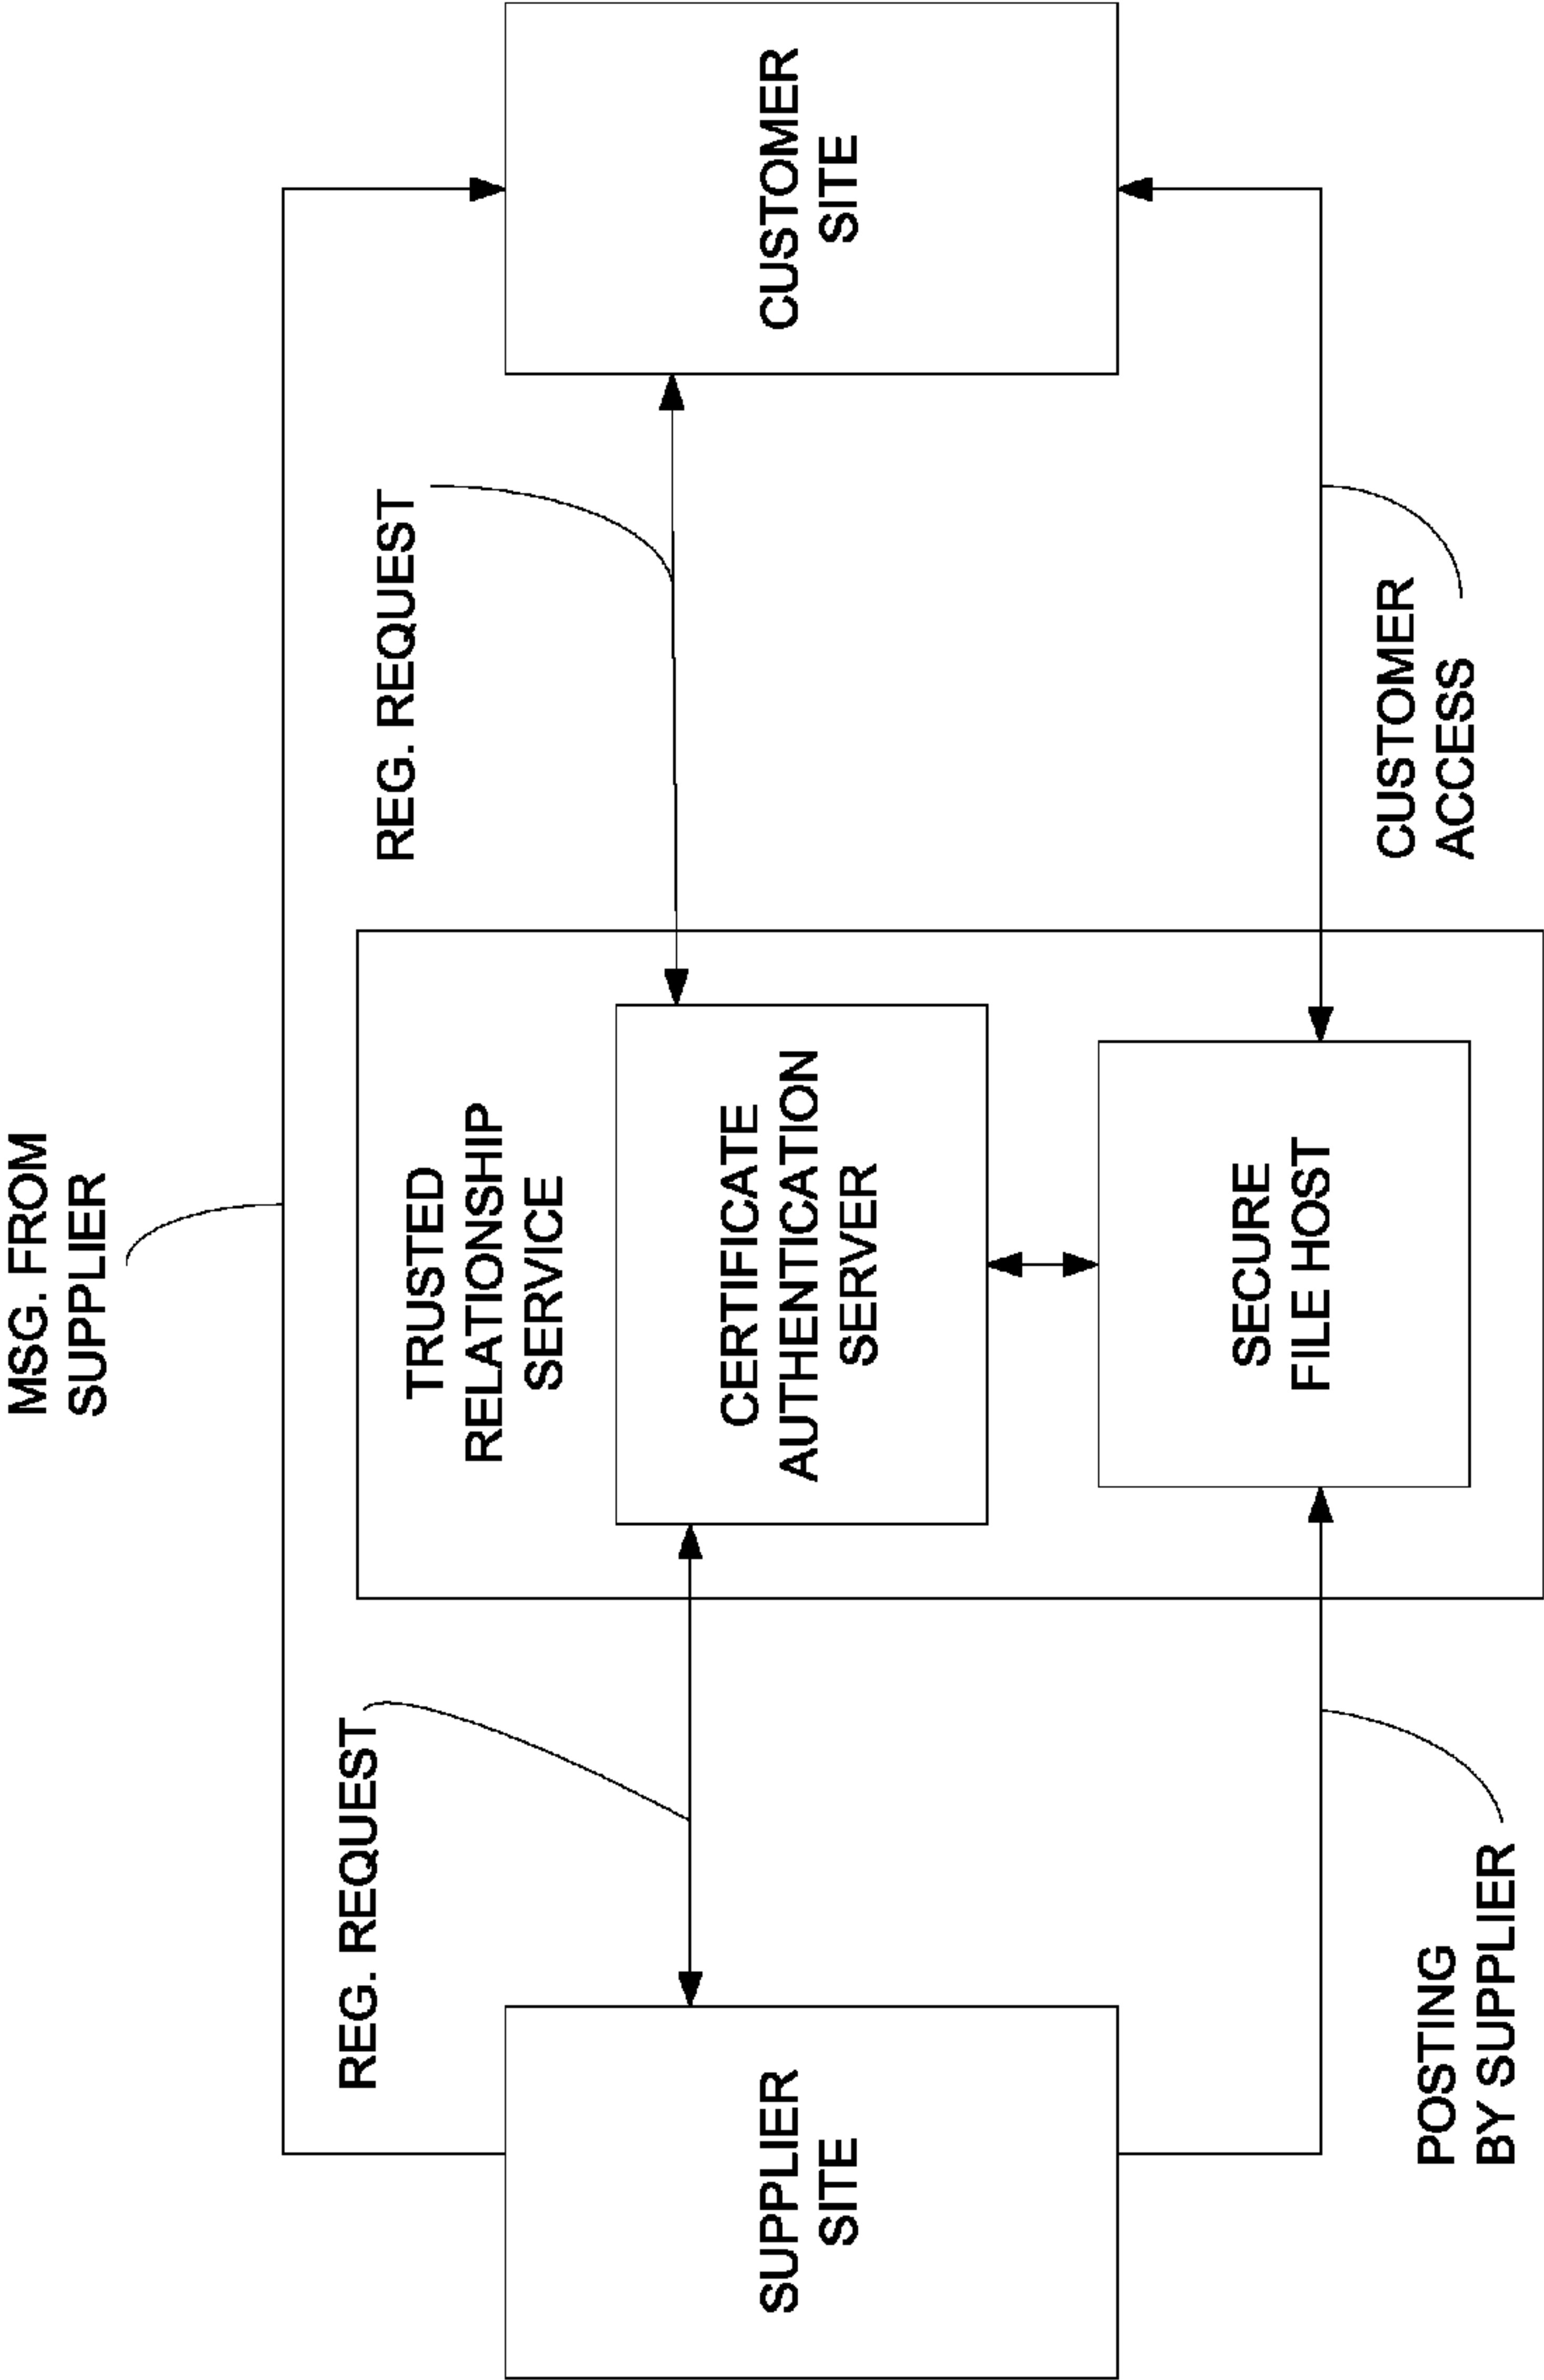 MSG. FROM
SUPPLIER
REG. REQUEST
TRUSTED
RELATIONSHIP
SERVICE
REG. REQUEST
SUPPLIER
SITE
CERTIFICATE
AUTHENTICATION
SERVER
CUSTOMER
SITE
SECURE
FILE HOST
POSTING
BY SUPPLIER
CUSTOMER
ACCESS